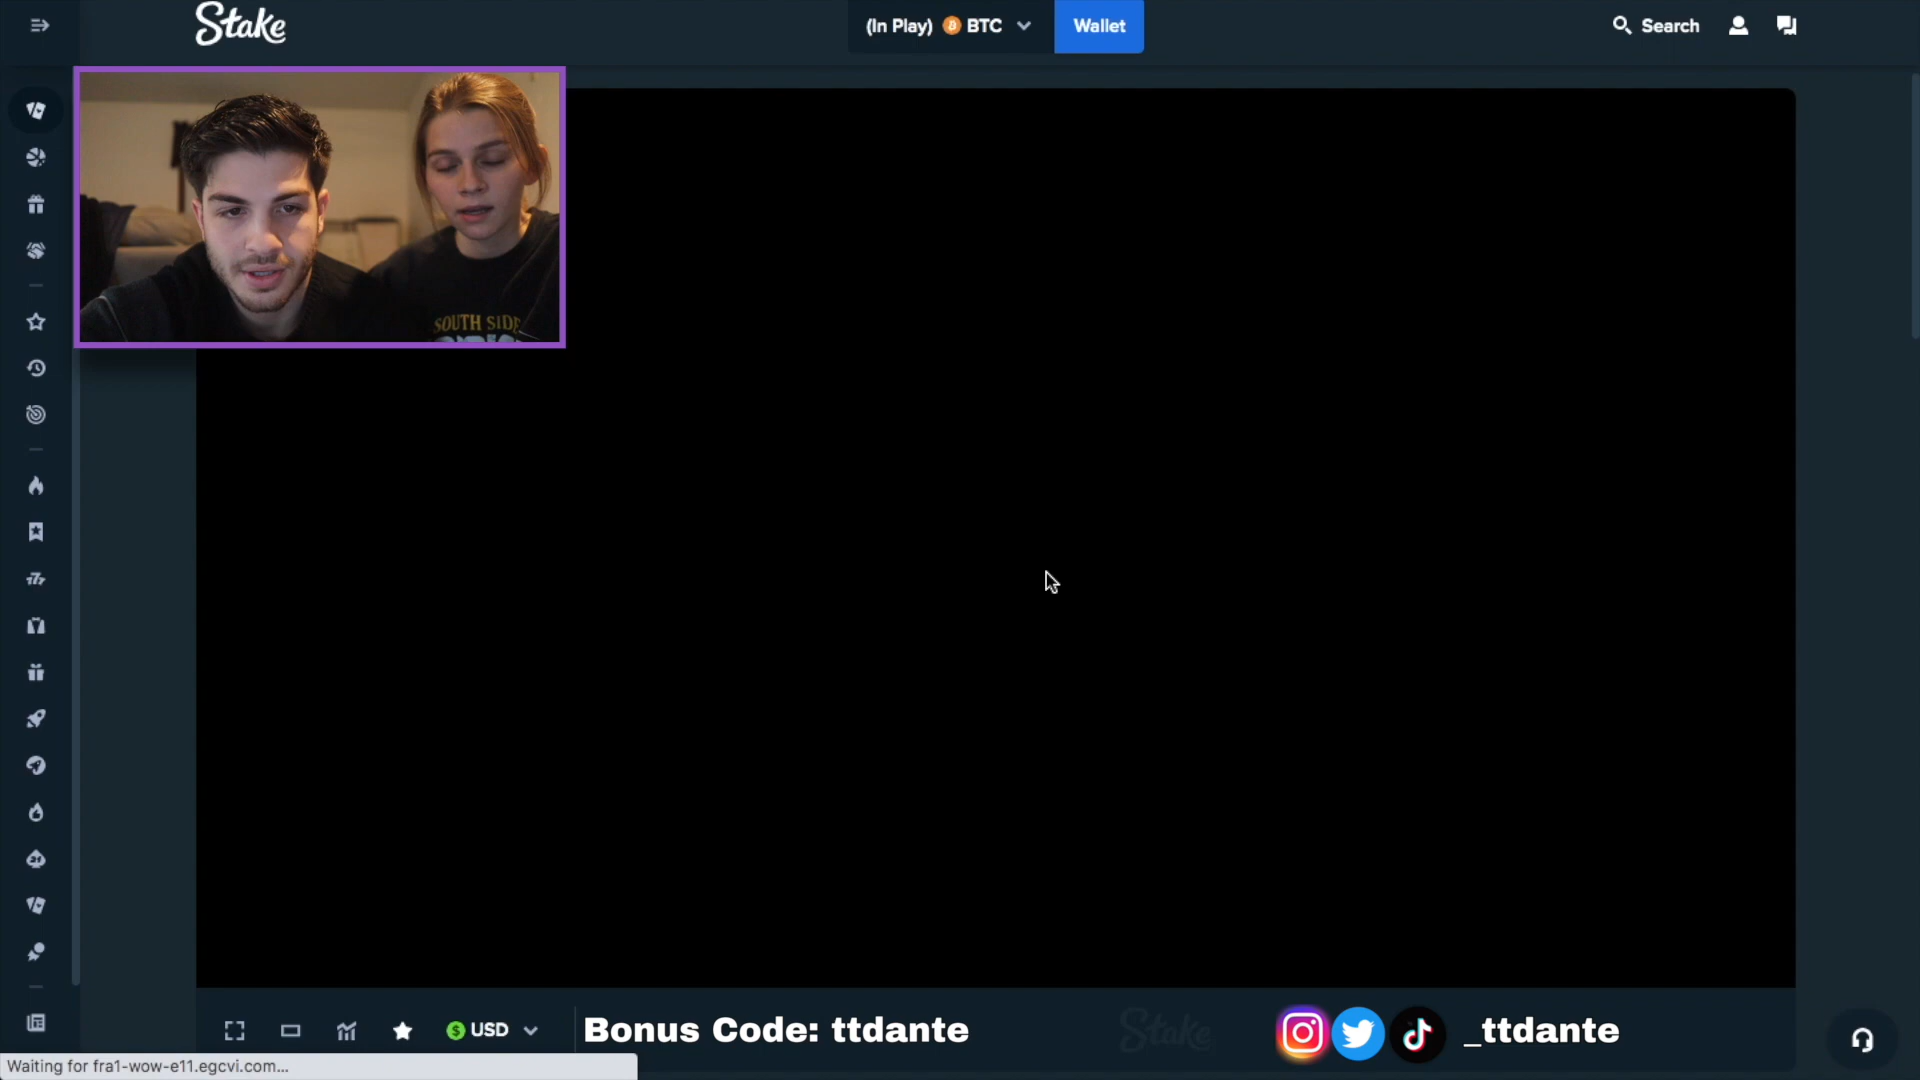 Stake
(In Play) BTC
Wallet
Search
SOUTH SIDE
USD
Bonus Code: ttdante
Stake
_ttdante
Waiting for fra1-wow-e11.egcvi.com...